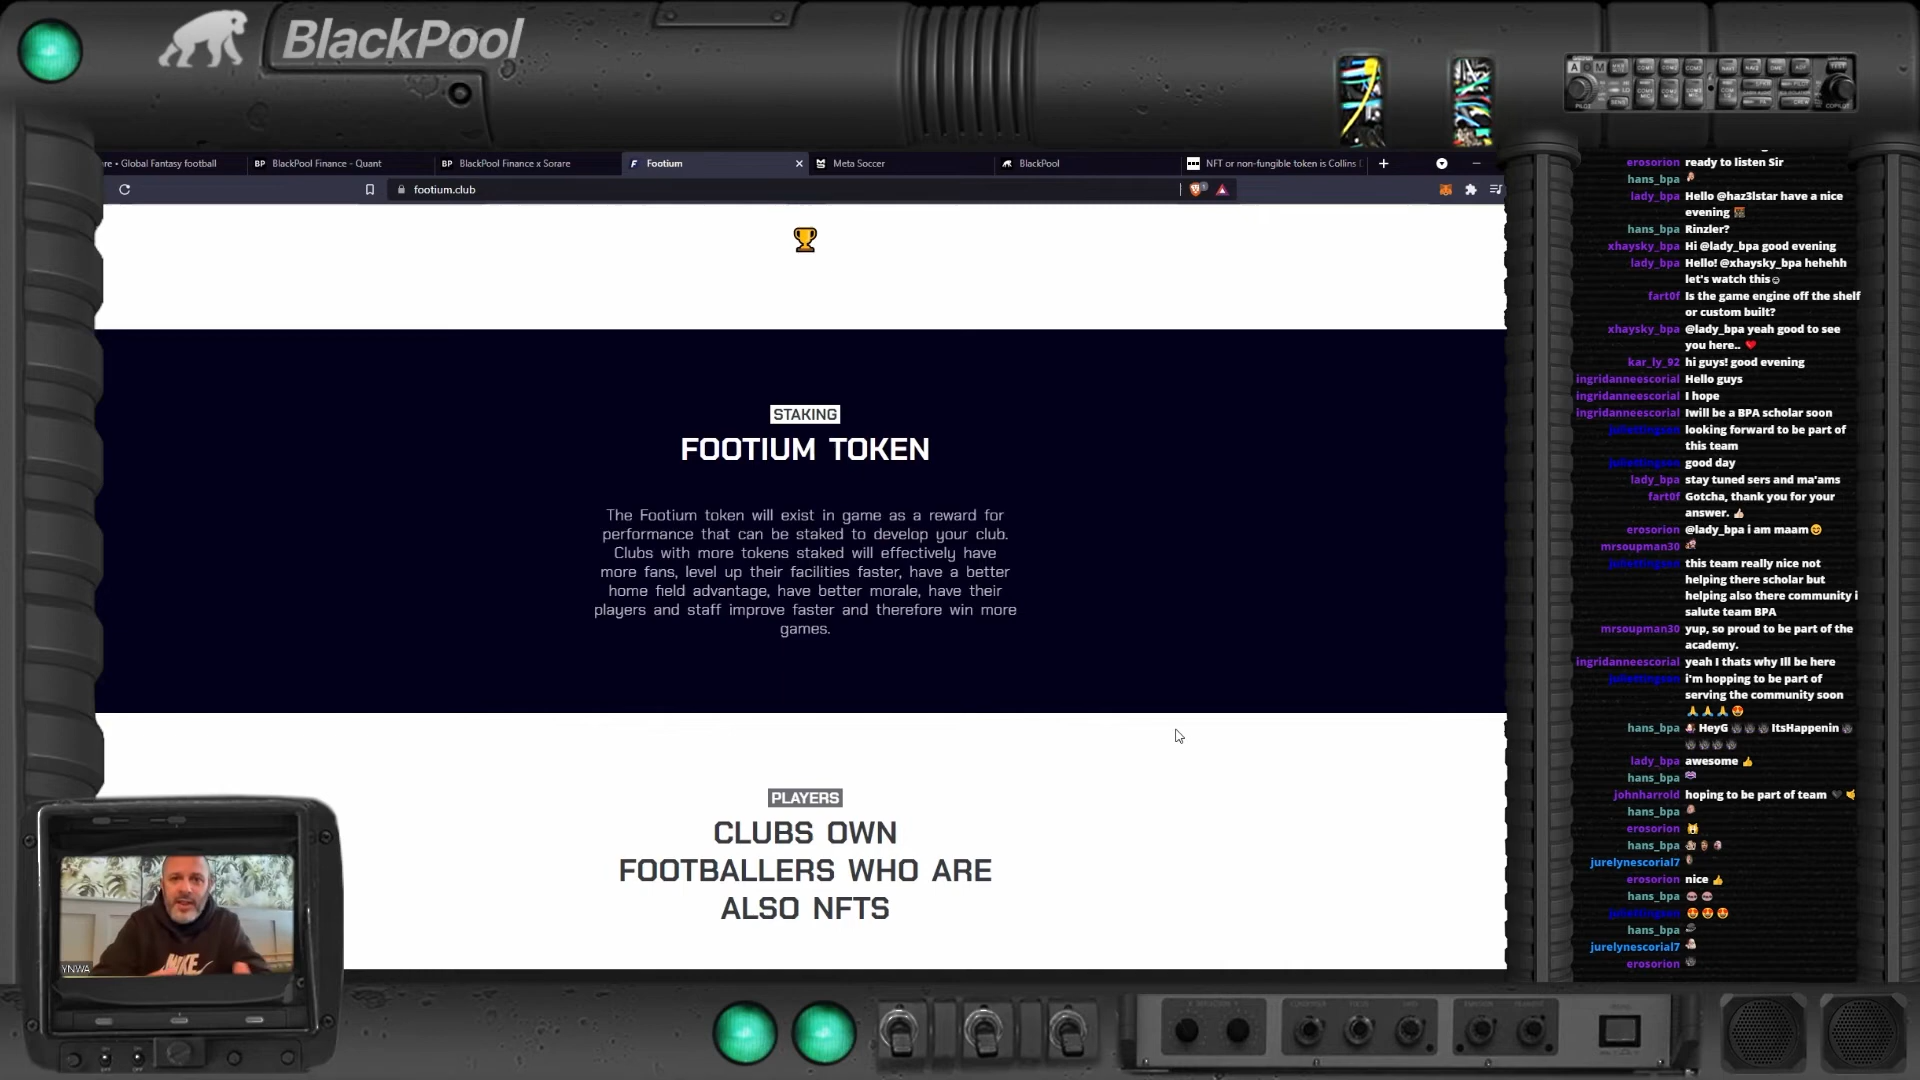 BlackPool
re • Global Fantasy football
BP BlackPool Finance - Quant
BP BlackPool Finance x Sorare
Footium
Meta Soccer
BlackPool
NFT or non-fungible token is Collins
footium.club
STAKING
FOOTIUM TOKEN
The Footium token will exist in game as a reward for
performance that can be staked to develop your club.
Clubs with more tokens staked will effectively have
more fans, level up their facilities faster, have a better
home field advantage, have better morale, have their
players and staff improve faster and therefore win more
games.
PLAYERS
CLUBS OWN
FOOTBALLERS WHO ARE
ALSO NFTS
YNWA
erosorion ready to listen Sir
hans_bpa
lady_bpa Hello @haz3lstar have a nice
evening
hans_bpa Rinzler?
xhaysky_bpa Hi @lady_bpa good evening
lady_bpa Hello! @xhaysky_bpa hehehh
let's watch this☺
fart0f Is the game engine off the shelf
or custom built?
xhaysky_bpa @lady_bpa yeah good to see
you here.. ❤
kar_ly_92 hi guys! good evening
ingridanneescorial Hello guys
ingridanneescorial I hope
ingridanneescorial Iwill be a BPA scholar soon
looking forward to be part of
this team
good day
lady_bpa stay tuned sers and ma'ams
fart0f Gotcha, thank you for your
answer. 👍
erosorion @lady_bpa i am maam😊
mrsoupman30
this team really nice not
helping there scholar but
helping also there community i
salute team BPA
mrsoupman30 yup, so proud to be part of the
academy.
ingridanneescorial yeah I thats why Ill be here
i'm hopping to be part of
serving the community soon
🙏🙏🙏😍
hans_bpa HeyG ItsHappenin
lady_bpa awesome 👍
hans_bpa
johnharrold hoping to be part of team 🖤🤙
hans_bpa
erosorion
hans_bpa
jurelynescorial7
erosorion nice 👍
hans_bpa
😍😍😍
hans_bpa
jurelynescorial7
erosorion